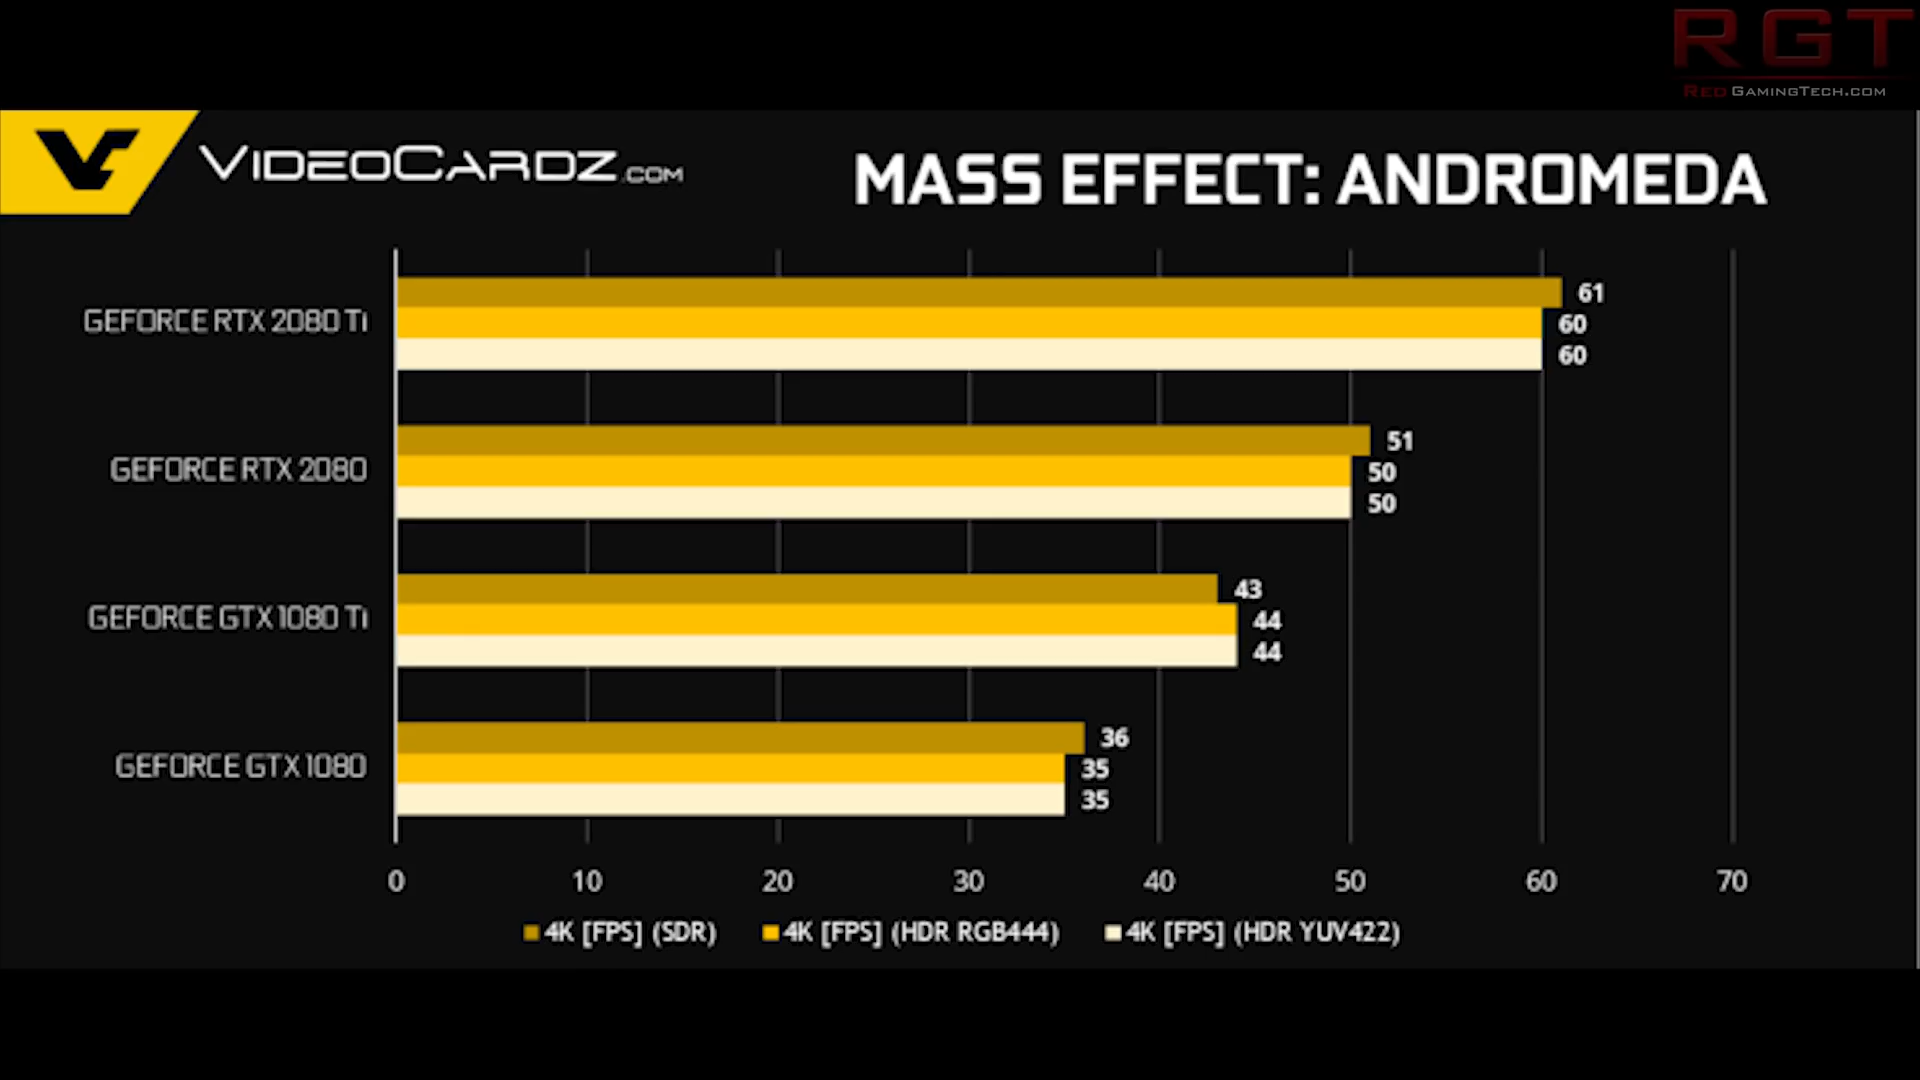 RGT
RedGamingTech.com
VideoCardz.com
MASS EFFECT: ANDROMEDA
GEFORCE RTX 2080 Ti
61
60
60
GEFORCE RTX 2080
51
50
50
GEFORCE GTX 1080 Ti
43
44
44
GEFORCE GTX 1080
36
35
35
0 10 20 30 40 50 60 70
4K [FPS] (SDR) 4K [FPS] (HDR RGB444) 4K [FPS] (HDR YUV422)